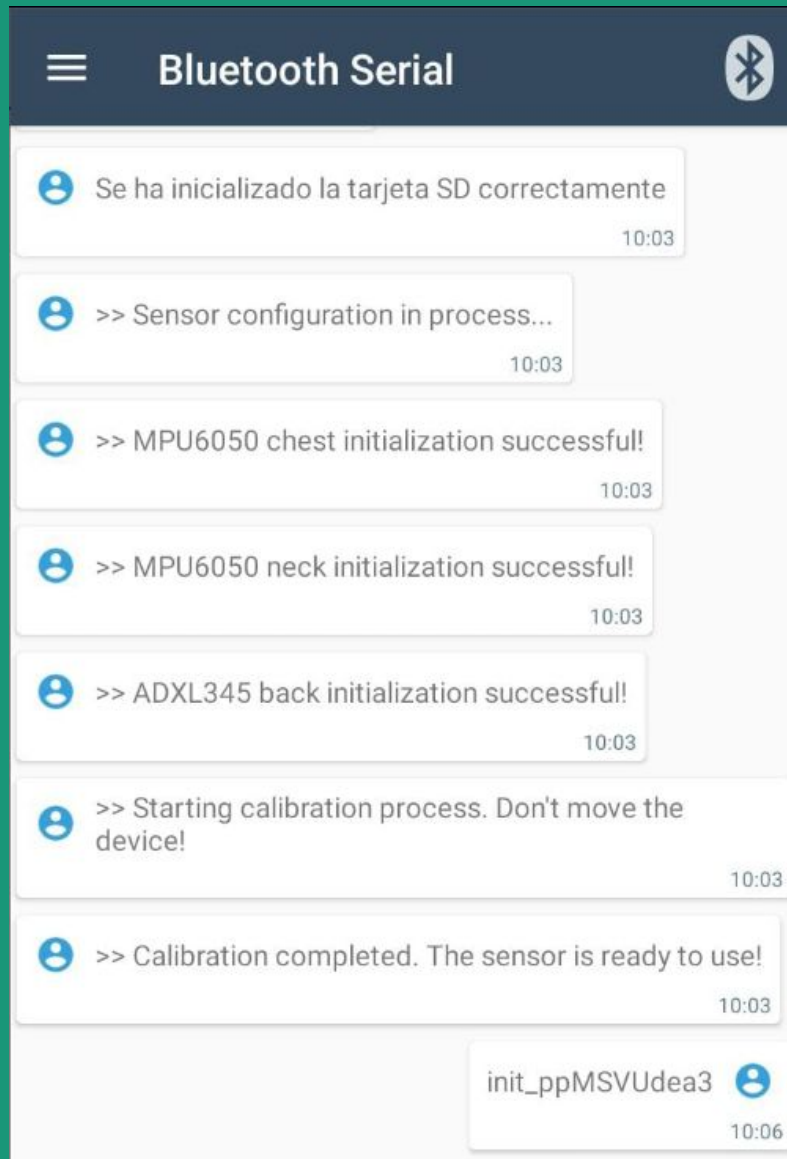 Bluetooth Serial
Se ha inicializado la tarjeta SD correctamente
10:03
>> Sensor configuration in process...
10:03
>> MPU6050 chest initialization successful!
10:03
>> MPU6050 neck initialization successful!
10:03
>> ADXL345 back initialization successful!
10:03
>> Starting calibration process. Don't move the
device!
10:03
>> Calibration completed. The sensor is ready to use!
10:03
init_ppMSVUdea3
10:06